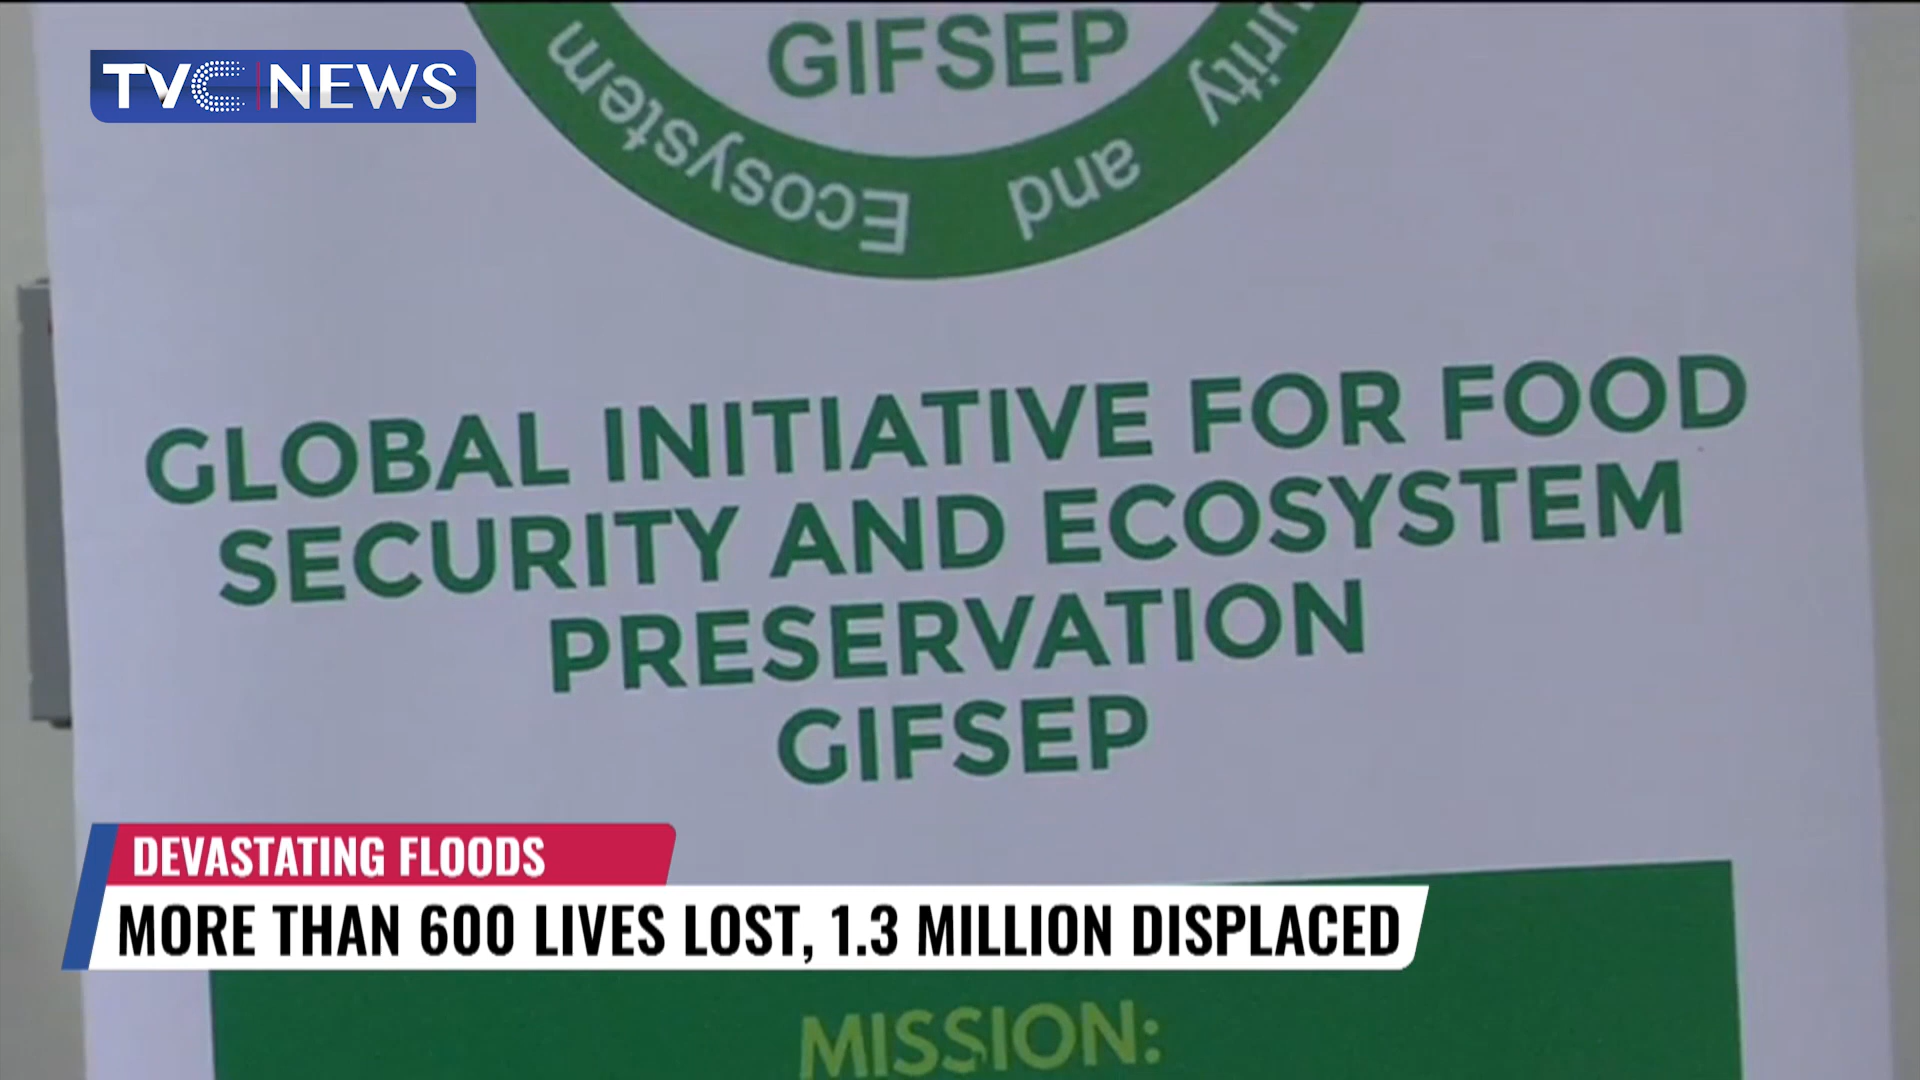 TVC NEWS
GIFSEP
and Ecosystem
GLOBAL INITIATIVE FOR FOOD
SECURITY AND ECOSYSTEM
PRESERVATION
GIFSEP
DEVASTATING FLOODS
MORE THAN 600 LIVES LOST, 1.3 MILLION DISPLACED
MISSION: